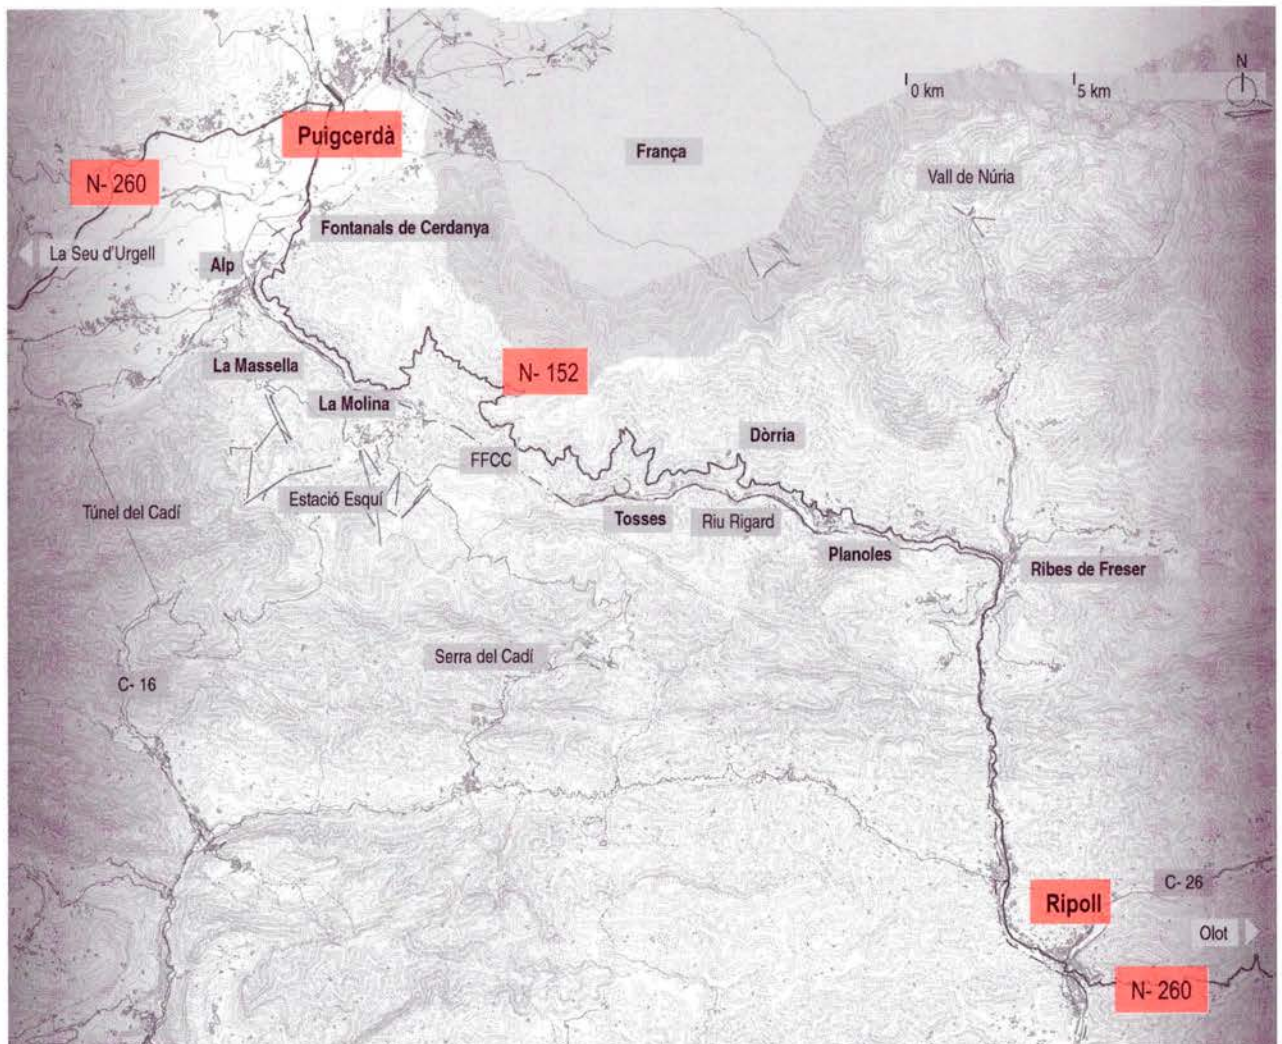 N
0 km
5 km
Puigcerdà
França
N- 260
Vall de Núria
Fontanals de Cerdanya
La Seu d'Urgell
Alp
La Massella
N- 152
La Molina
Dòrria
FFCC
Estació Esquí
Túnel del Cadí
Tosses
Riu Rigard
Planoles
Ribes de Freser
Serra del Cadí
C- 16
C- 26
Ripoll
Olot
N- 260